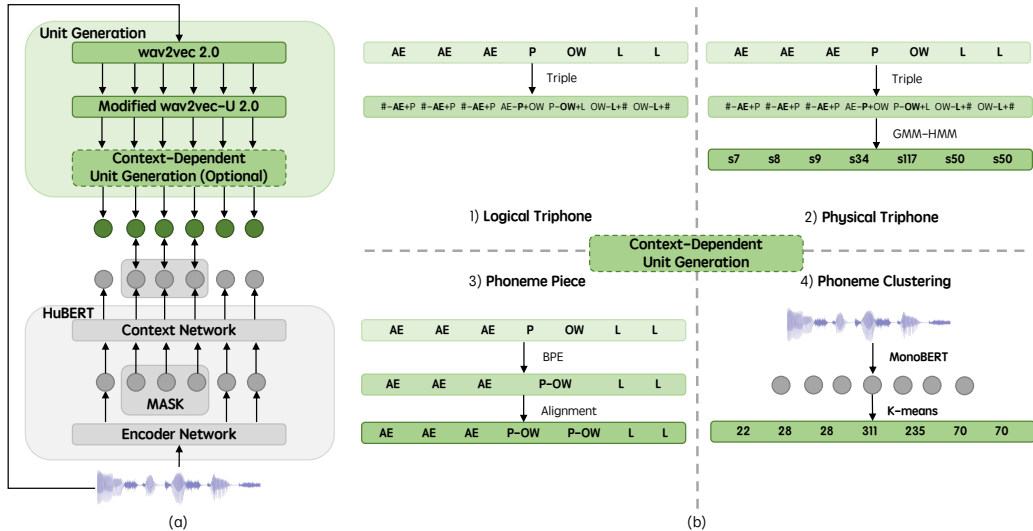 Unit Generation
wav2vec 2.0
Modified wav2vec-U 2.0
Context-Dependent
Unit Generation (Optional)
HuBERT
Context Network
MASK
Encoder Network
(a)
AE AE AE P OW L L
Triple
#-AE+P #-AE+P #-AE+P AE-P+OW P-OW+L OW-L+# OW-L+#
1) Logical Triphone
AE AE AE P OW L L
Triple
#-AE+P #-AE+P #-AE+P AE-P+OW P-OW+L OW-L+# OW-L+#
GMM-HMM
s7 s8 s9 s34 s117 s50 s50
2) Physical Triphone
Context-Dependent
Unit Generation
3) Phoneme Piece
AE AE AE P OW L L
BPE
AE AE AE P-OW L L
Alignment
AE AE AE P-OW P-OW L L
4) Phoneme Clustering
MonoBERT
K-means
22 28 28 311 235 70 70
(b)